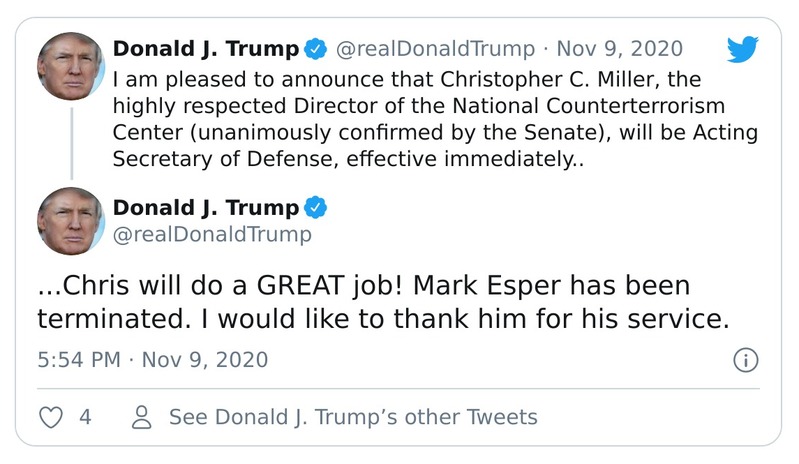 Donald J. Trump @realDonaldTrump · Nov 9, 2020
I am pleased to announce that Christopher C. Miller, the
highly respected Director of the National Counterterrorism
Center (unanimously confirmed by the Senate), will be Acting
Secretary of Defense, effective immediately..
Donald J. Trump
@realDonaldTrump
...Chris will do a GREAT job! Mark Esper has been
terminated. I would like to thank him for his service.
5:54 PM · Nov 9, 2020
4 See Donald J. Trump’s other Tweets